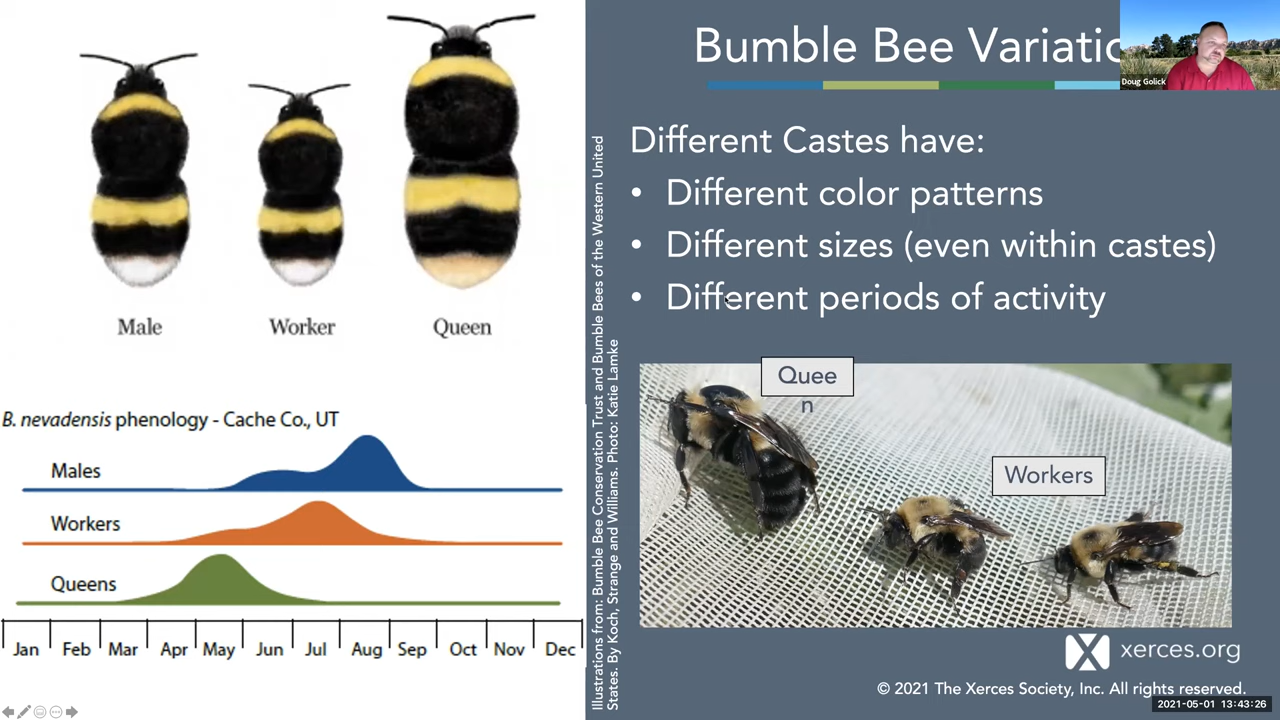 Bumble Bee Variatio
Doug Golick
Different Castes have:
• Different color patterns
• Different sizes (even within castes)
• Different periods of activity
Male
Worker
Queen
B. nevadensis phenology - Cache Co., UT
Males
Workers
Queens
Jan Feb Mar Apr May Jun Jul Aug Sep Oct Nov Dec
Illustrations from: Bumble Bee Conservation Trust and Bumble Bees of the Western United
States. By Koch, Strange and Williams. Photo: Katie Lamke
Quee
n
Workers
xerces.org
© 2021 The Xerces Society, Inc. All rights reserved.
2021-05-01 13:43:26